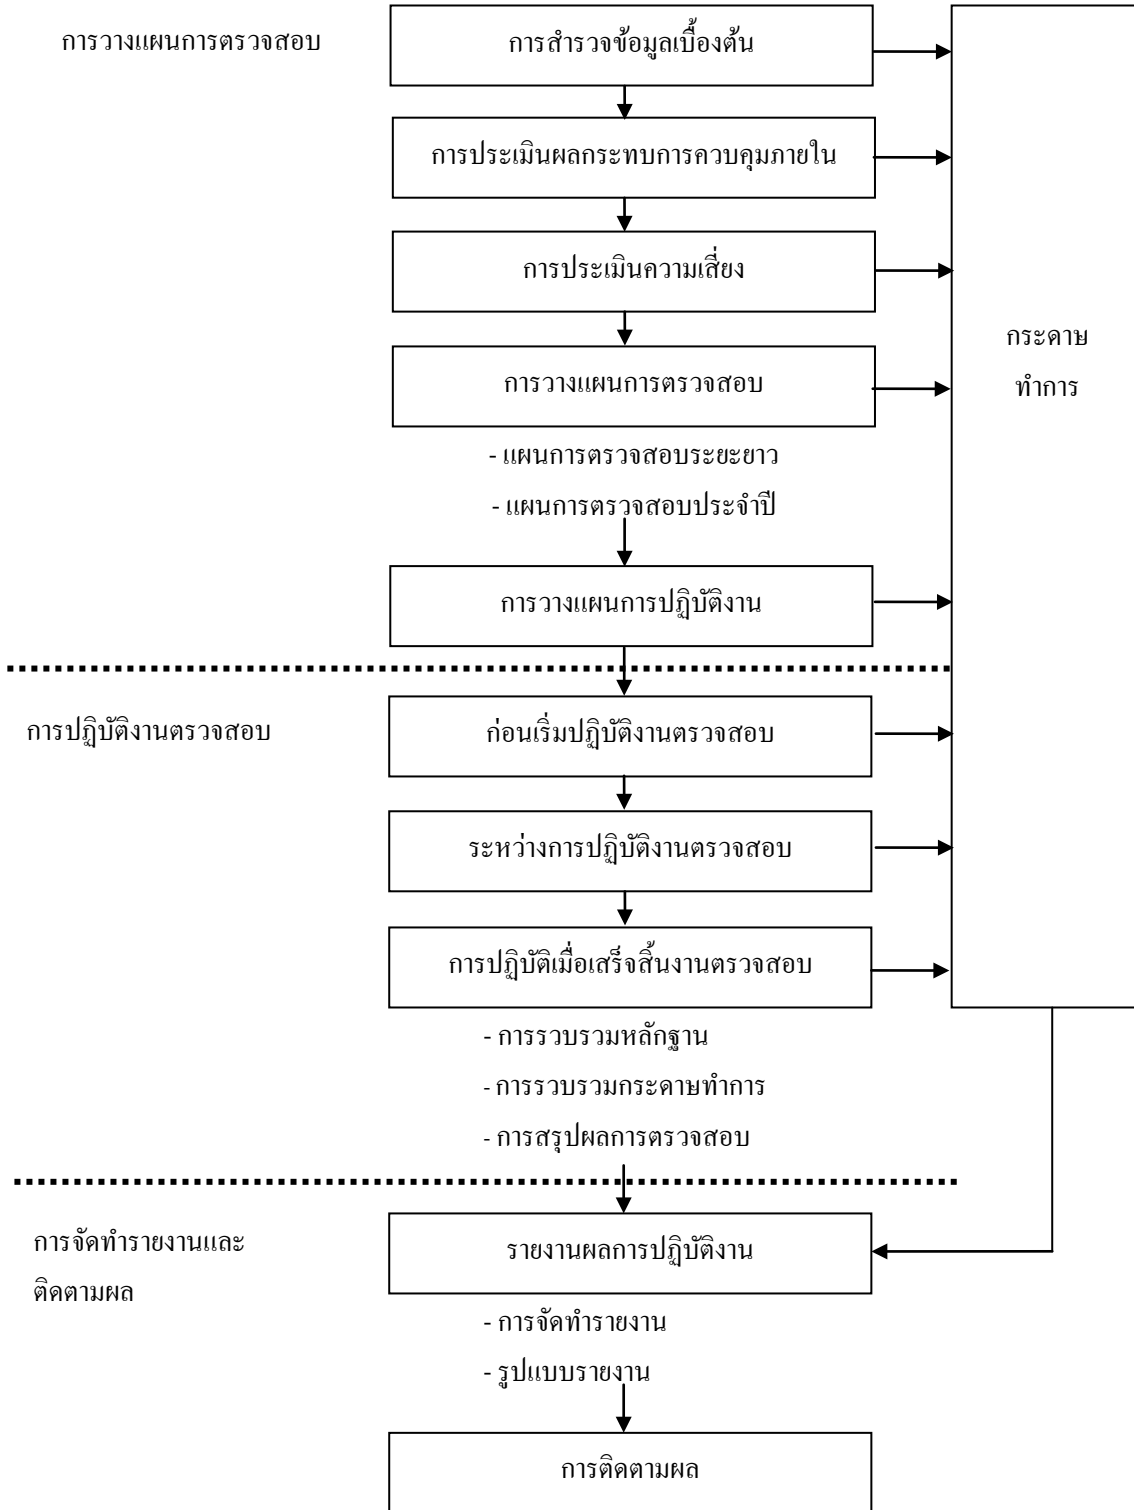 การวางแผนการตรวจสอบ
การสำรวจข้อมูลเบื้องต้น
การประเมินผลกระทบการควบคุมภายใน
การประเมินความเสี่ยง
กระดาษ
ทำการ
การวางแผนการตรวจสอบ
- แผนการตรวจสอบระยะยาว
- แผนการตรวจสอบประจำปี
การวางแผนการปฏิบัติงาน
การปฏิบัติงานตรวจสอบ
ก่อนเริ่มปฏิบัติงานตรวจสอบ
ระหว่างการปฏิบัติงานตรวจสอบ
การปฏิบัติเมื่อเสร็จสิ้นงานตรวจสอบ
- การรวบรวมหลักฐาน
- การรวบรวมกระดาษทำการ
- การสรุปผลการตรวจสอบ
การจัดทำรายงานและ
ติดตามผล
รายงานผลการปฏิบัติงาน
- การจัดทำรายงาน
- รูปแบบรายงาน
การติดตามผล